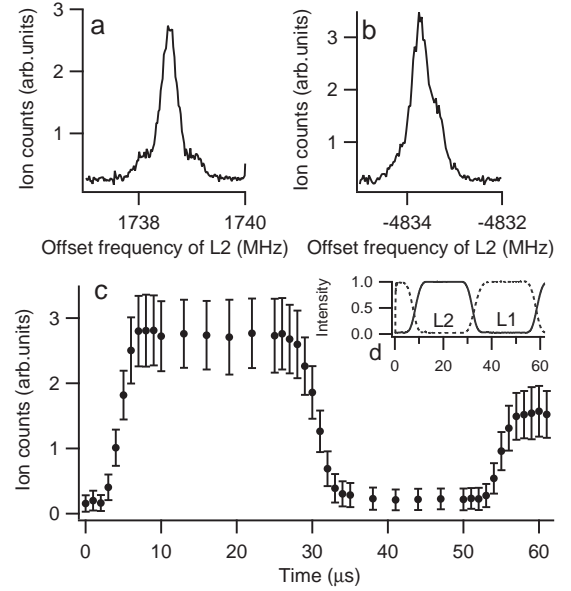 3
2
1
Ion counts (arb.units)
a
1738
1740
Offset frequency of L2 (MHz)
3
2
1
Ion counts (arb.units)
b
-4834
-4832
Offset frequency of L2 (MHz)
c
3
2
1
0
Ion counts (arb.units)
0
10
20
30
40
50
60
Time (μs)
1.0
0.5
0.0
Intensity
L2
L1
d
0
20
40
60